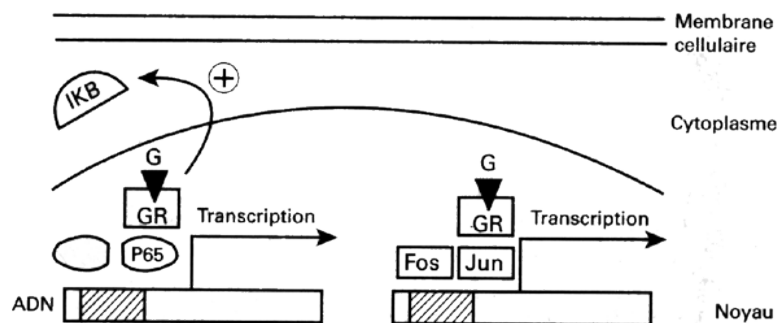 Membrane
cellulaire
IKB
+
Cytoplasme
G
GR
Transcription
P65
G
GR
Transcription
Fos
Jun
ADN
Noyau